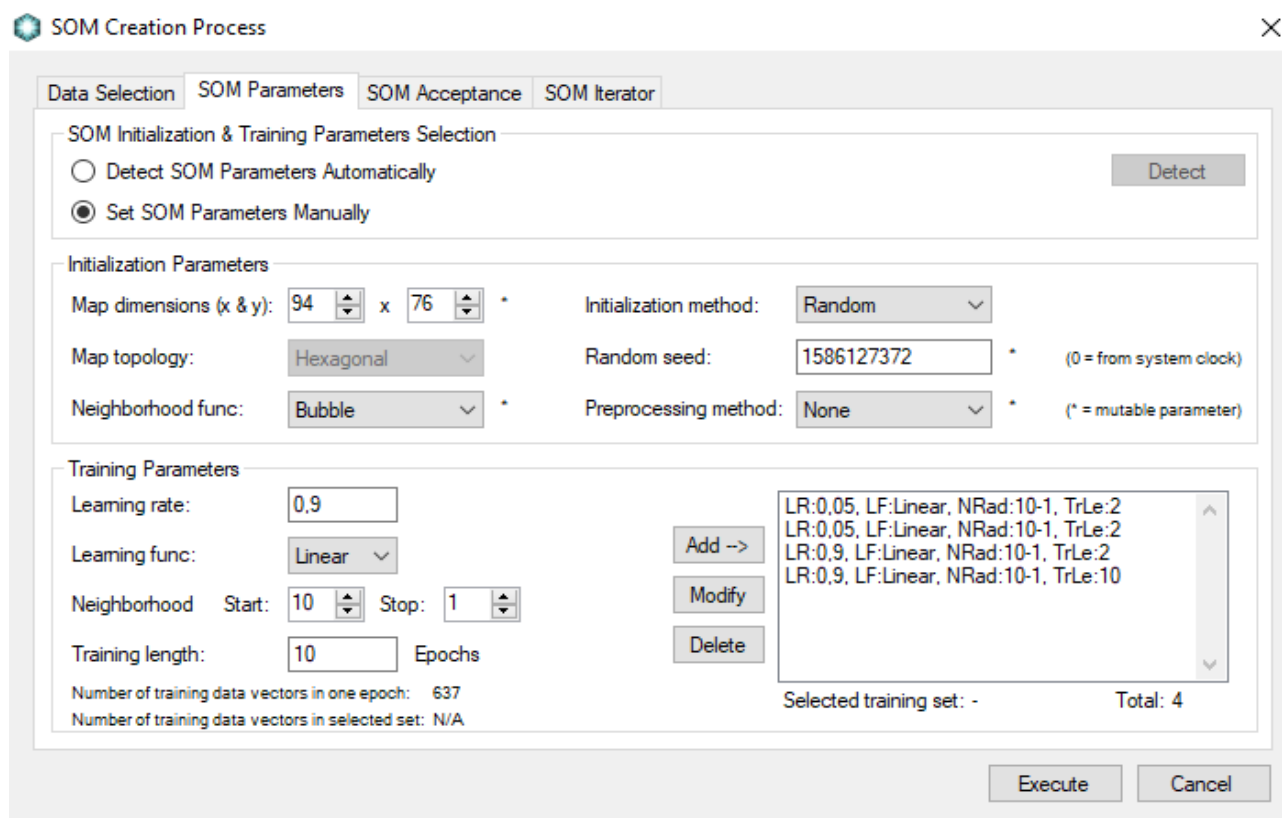 SOM Creation Process
Data Selection SOM Parameters SOM Acceptance SOM Iterator
SOM Initialization & Training Parameters Selection
Detect SOM Parameters Automatically Detect
Set SOM Parameters Manually
Initialization Parameters
Map dimensions (x & y): 94 x 76 * Initialization method: Random
Map topology: Hexagonal Random seed: 1586127372 * (0 = from system clock)
Neighborhood func: Bubble * Preprocessing method: None * (* = mutable parameter)
Training Parameters
Learning rate: 0,9
Learning func: Linear
Neighborhood Start: 10 Stop: 1
Training length: 10 Epochs
Number of training data vectors in one epoch: 637
Number of training data vectors in selected set: N/A
Add -->
Modify
Delete
LR:0,05, LF:Linear, NRad:10-1, TrLe:2
LR:0,05, LF:Linear, NRad:10-1, TrLe:2
LR:0,9, LF:Linear, NRad:10-1, TrLe:2
LR:0,9, LF:Linear, NRad:10-1, TrLe:10
Selected training set: - Total: 4
Execute Cancel